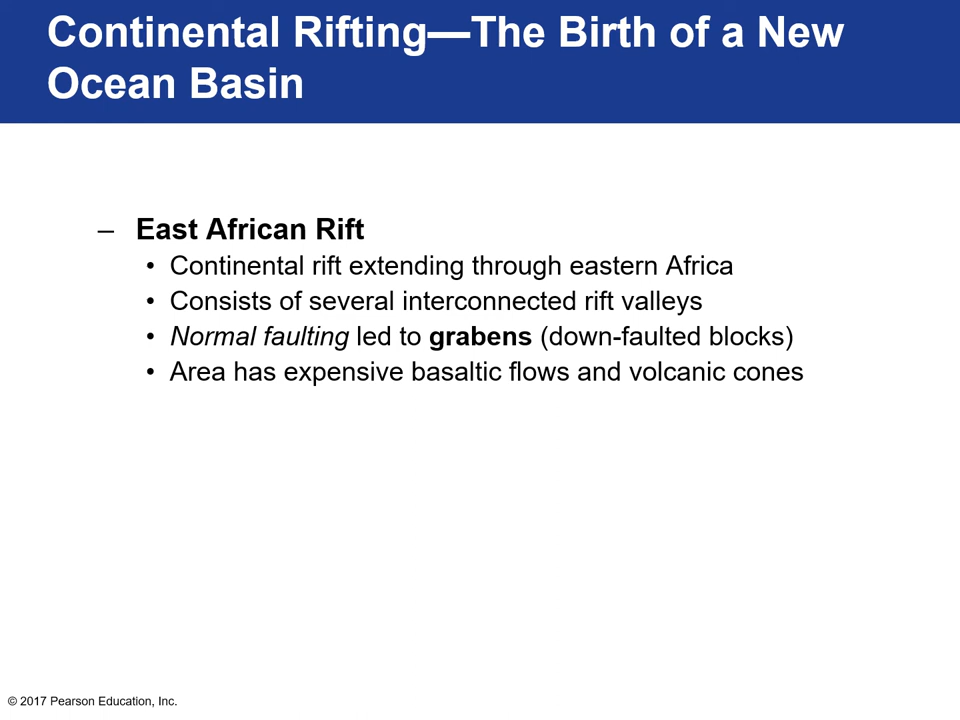 Continental Rifting—The Birth of a New
Ocean Basin
– East African Rift
• Continental rift extending through eastern Africa
• Consists of several interconnected rift valleys
• Normal faulting led to grabens (down-faulted blocks)
• Area has expensive basaltic flows and volcanic cones
© 2017 Pearson Education, Inc.